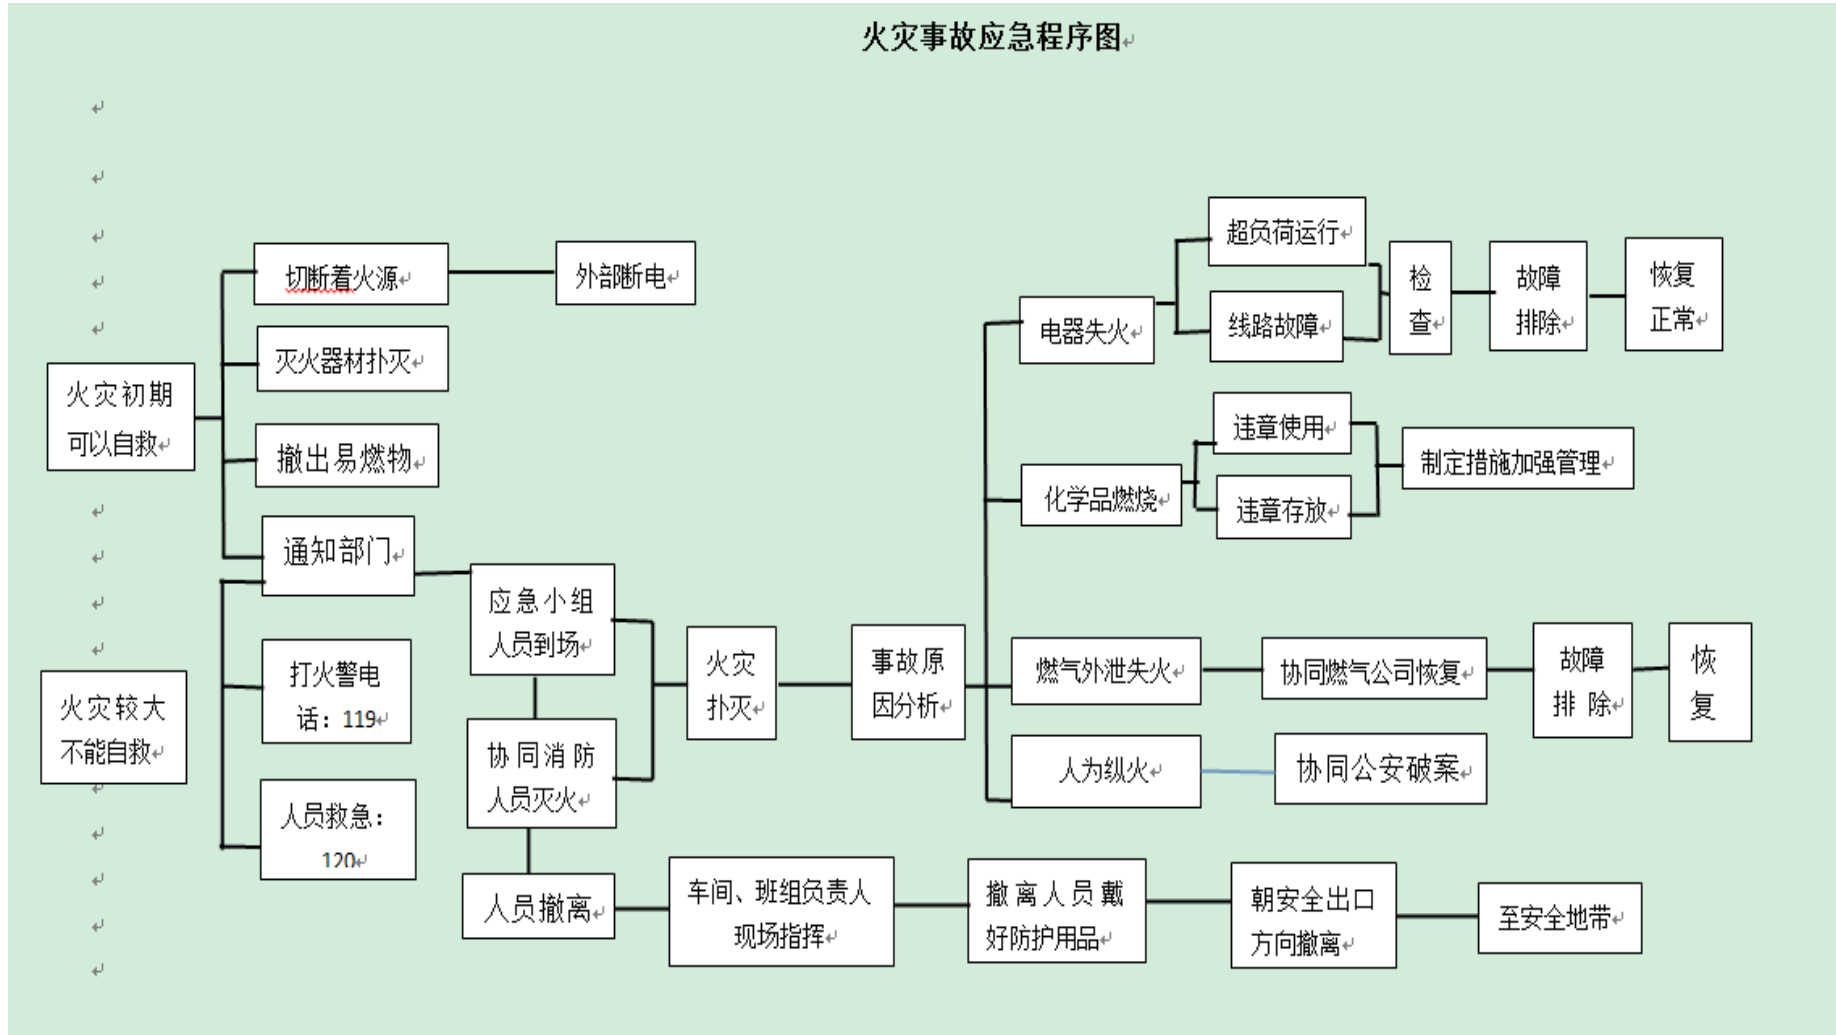 火灾事故应急程序图
超负荷运行
切断着火源
外部断电
检
查
故障
排除
恢复
正常
线路故障
电器失火
灭火器材扑灭
火灾初期
可以自救
违章使用
撤出易燃物
制定措施加强管理
化学品燃烧
违章存放
通知部门
应急小组
人员到场
火灾
扑灭
事故原
因分析
燃气外泄失火
协同燃气公司恢复
故障
排 除
恢
复
打火警电
话：119
火灾较大
不能自救
协同消防
人员灭火
人为纵火
协同公安破案
人员救急：
120
人员撤离
车间、班组负责人
现场指挥
撤离人员戴
好防护用品
朝安全出口
方向撤离
至安全地带